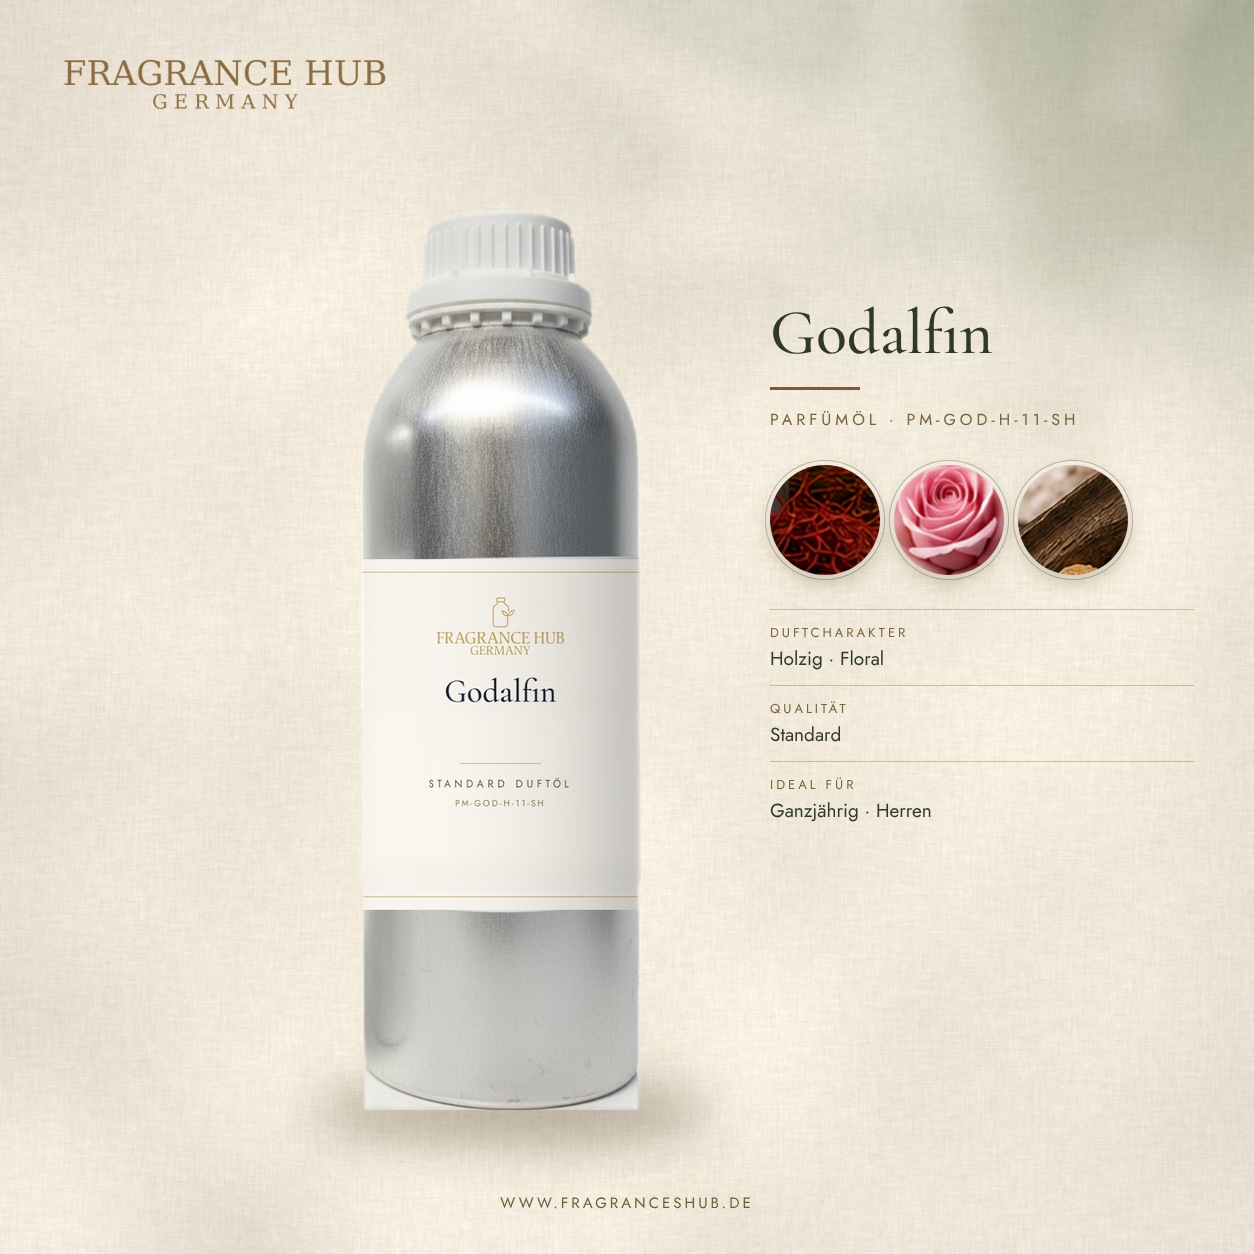 FRAGRANCE HUB
GERMANY
Godalfin
PARFÜMÖL · PM-GOD-H-11-SH
DUFTCHARAKTER
Holzig · Floral
QUALITÄT
Standard
IDEAL FÜR
Ganzjährig · Herren
FRAGRANCE HUB
GERMANY
Godalfin
STANDARD DUFTÖL
PM-GOD-H-11-SH
WWW.FRAGRANCESHUB.DE